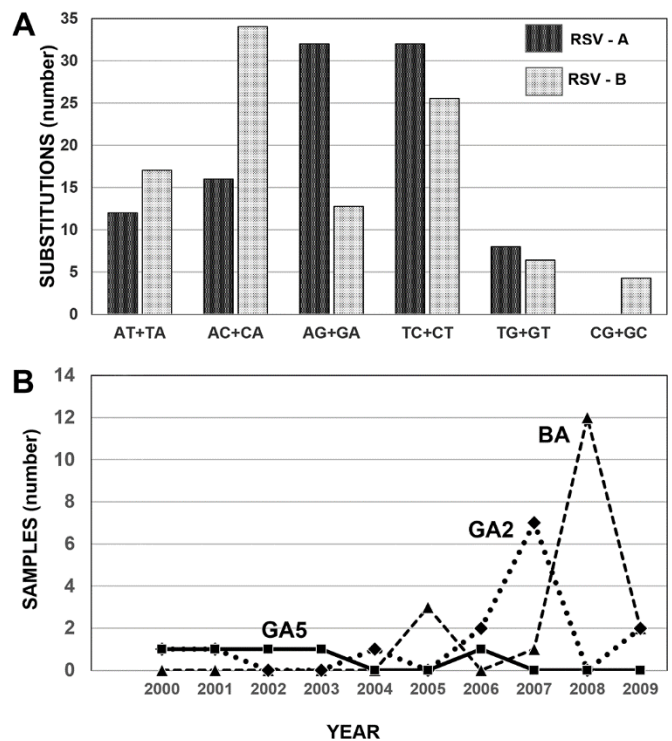 A
SUBSTITUTIONS (number)
35
30
25
20
15
10
5
0
RSV - A
RSV - B
AT+TA AC+CA AG+GA TC+CT TG+GT CG+GC
B
SAMPLES (number)
14
12
10
8
6
4
2
0
BA
GA2
GA5
2000 2001 2002 2003 2004 2005 2006 2007 2008 2009
YEAR